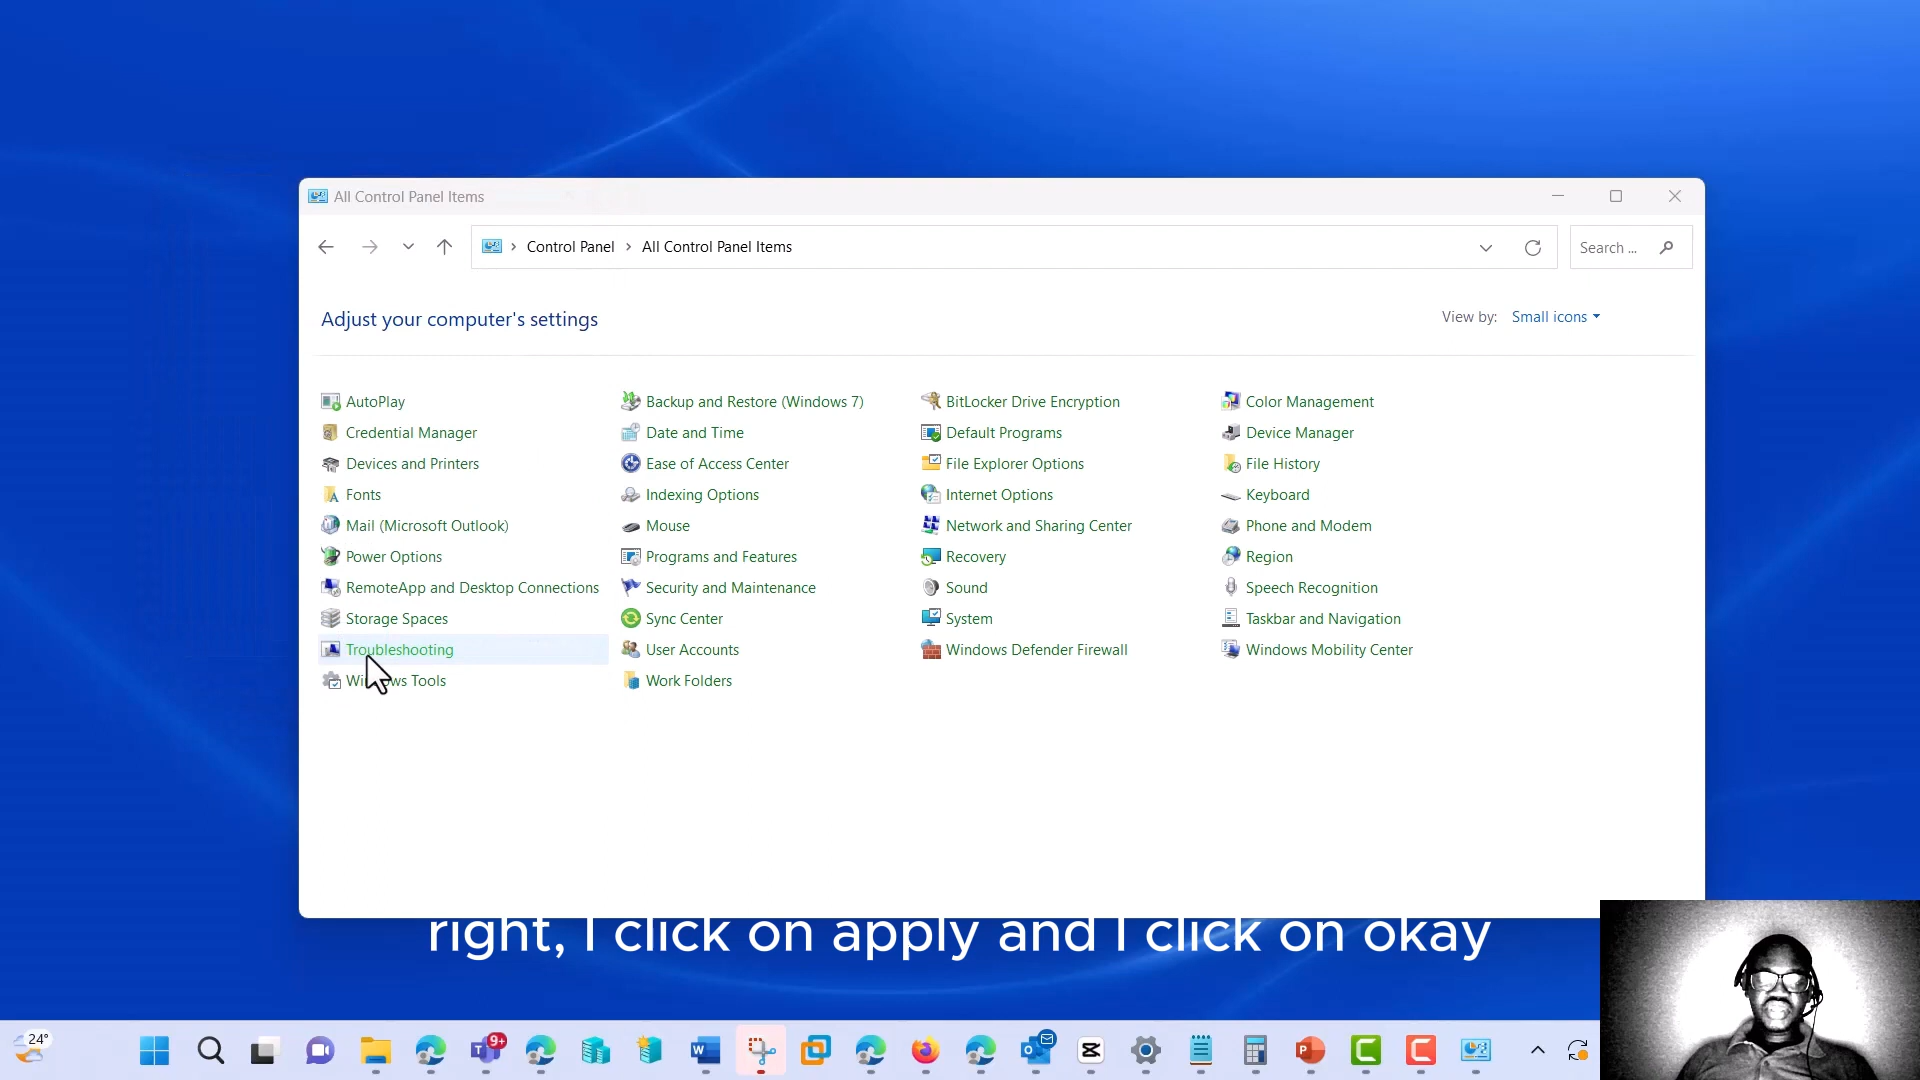 All Control Panel Items
Control Panel > All Control Panel Items
Search ...
Adjust your computer's settings
View by: Small icons
AutoPlay
Backup and Restore (Windows 7)
BitLocker Drive Encryption
Color Management
Credential Manager
Date and Time
Default Programs
Device Manager
Devices and Printers
Ease of Access Center
File Explorer Options
File History
Fonts
Indexing Options
Internet Options
Keyboard
Mail (Microsoft Outlook)
Mouse
Network and Sharing Center
Phone and Modem
Power Options
Programs and Features
Recovery
Region
RemoteApp and Desktop Connections
Security and Maintenance
Sound
Speech Recognition
Storage Spaces
Sync Center
System
Taskbar and Navigation
Troubleshooting
User Accounts
Windows Defender Firewall
Windows Mobility Center
Windows Tools
Work Folders
right, I click on apply and I click on okay
24°
9+